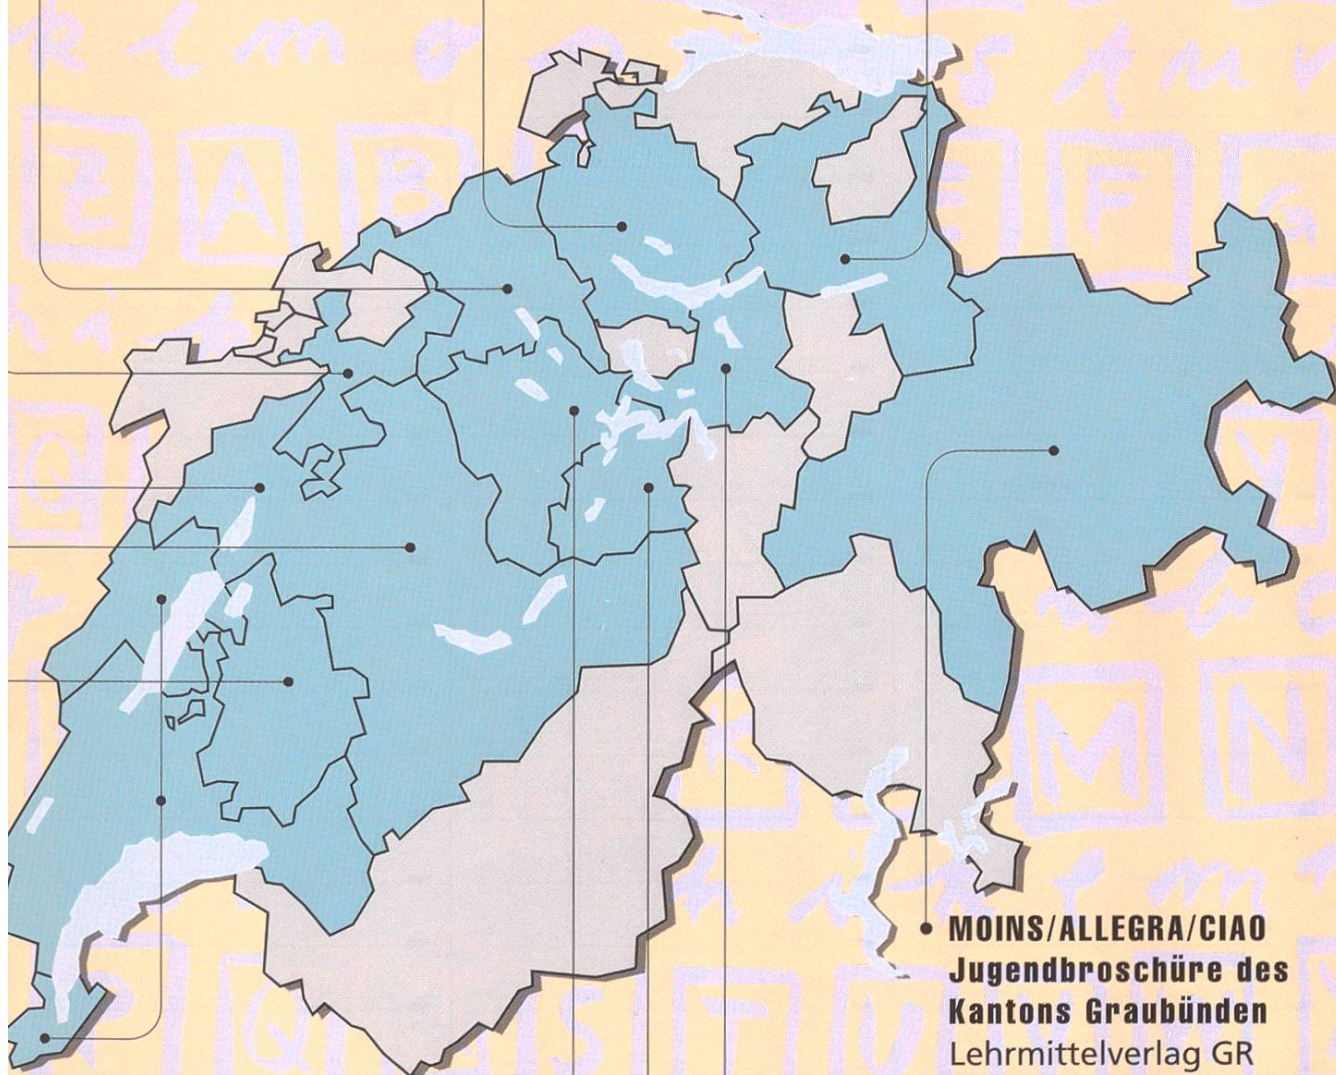 MOINS/ALLEGRA/CIAO
Jugendbroschüre des
Kantons Graubünden
Lehrmittelverlag GR